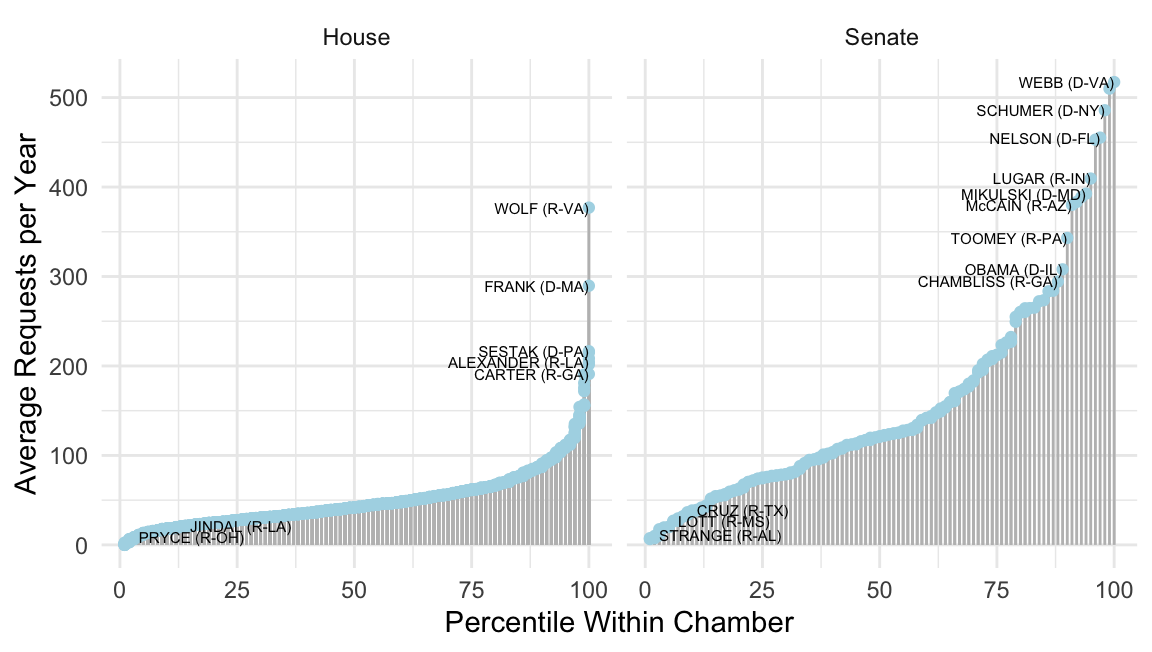 House
Senate
Average Requests per Year
500
400
300
200
100
0
WOLF (R-VA)
FRANK (D-MA)
SESTAK (D-PA)
ALEXANDER (R-LA)
CARTER (R-GA)
JINDAL (R-LA)
PRYCE (R-OH)
WEBB (D-VA)
SCHUMER (D-NY)
NELSON (D-FL)
LUGAR (R-IN)
MIKULSKI (D-MD)
McCAIN (R-AZ)
TOOMEY (R-PA)
OBAMA (D-IL)
CHAMBLISS (R-GA)
CRUZ (R-TX)
LOTT (R-MS)
STRANGE (R-AL)
0 25 50 75 100
0 25 50 75 100
Percentile Within Chamber